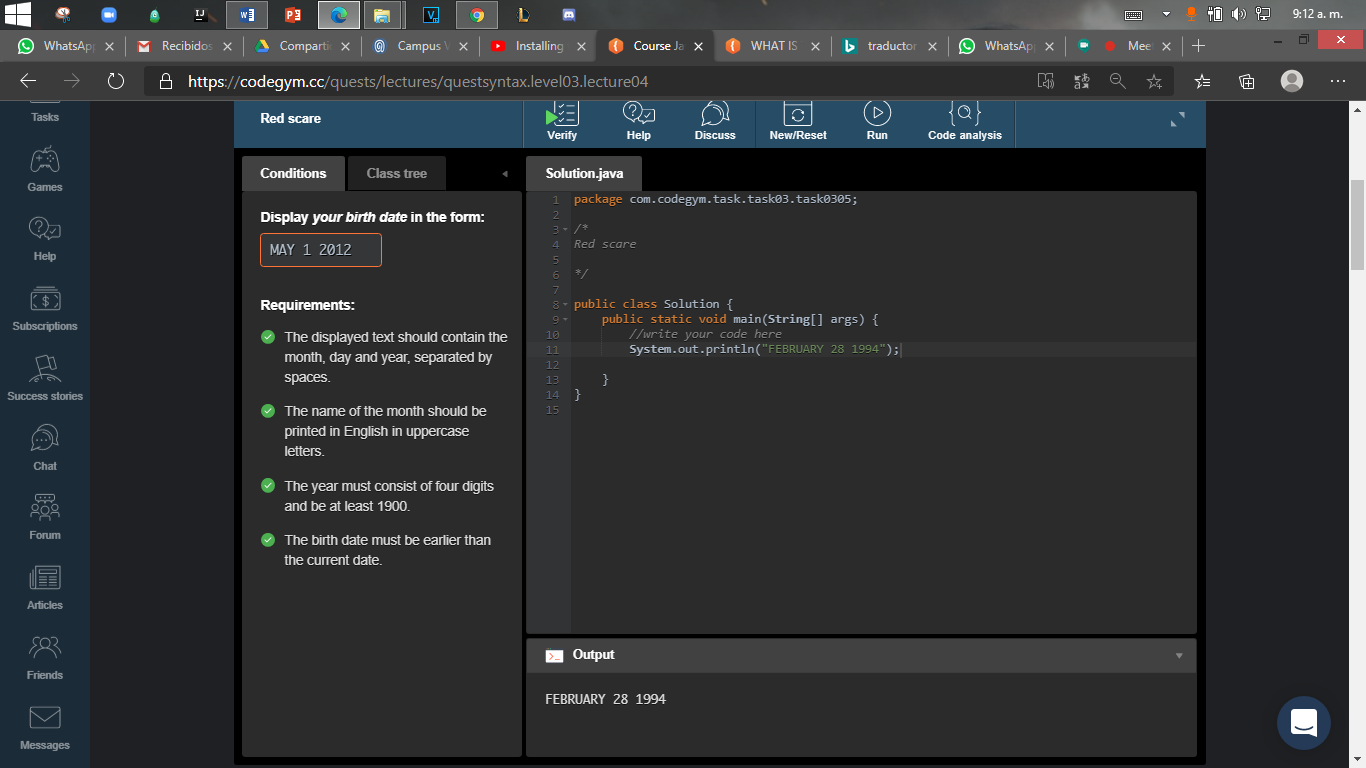 9:12 a. m.
WhatsAp
Recibidos
Comparti
Campus V
Installing
Course Ja
WHAT IS
traductor
WhatsAp
Mee
https://codegym.cc/quests/lectures/questsyntax.level03.lecture04
Tasks
Games
Help
Subscriptions
Success stories
Chat
Forum
Articles
Friends
Messages
Red scare
Verify
Help
Discuss
New/Reset
Run
Code analysis
Conditions
Class tree
Display your birth date in the form:
MAY 1 2012
Requirements:
The displayed text should contain the
month, day and year, separated by
spaces.
The name of the month should be
printed in English in uppercase
letters.
The year must consist of four digits
and be at least 1900.
The birth date must be earlier than
the current date.
Solution.java
1 package com.codegym.task.task03.task0305;
2
3 /*
4 Red scare
5
6 */
7
8 public class Solution {
9 public static void main(String[] args) {
10 //write your code here
11 System.out.println("FEBRUARY 28 1994");
12
13 }
14 }
15
Output
FEBRUARY 28 1994